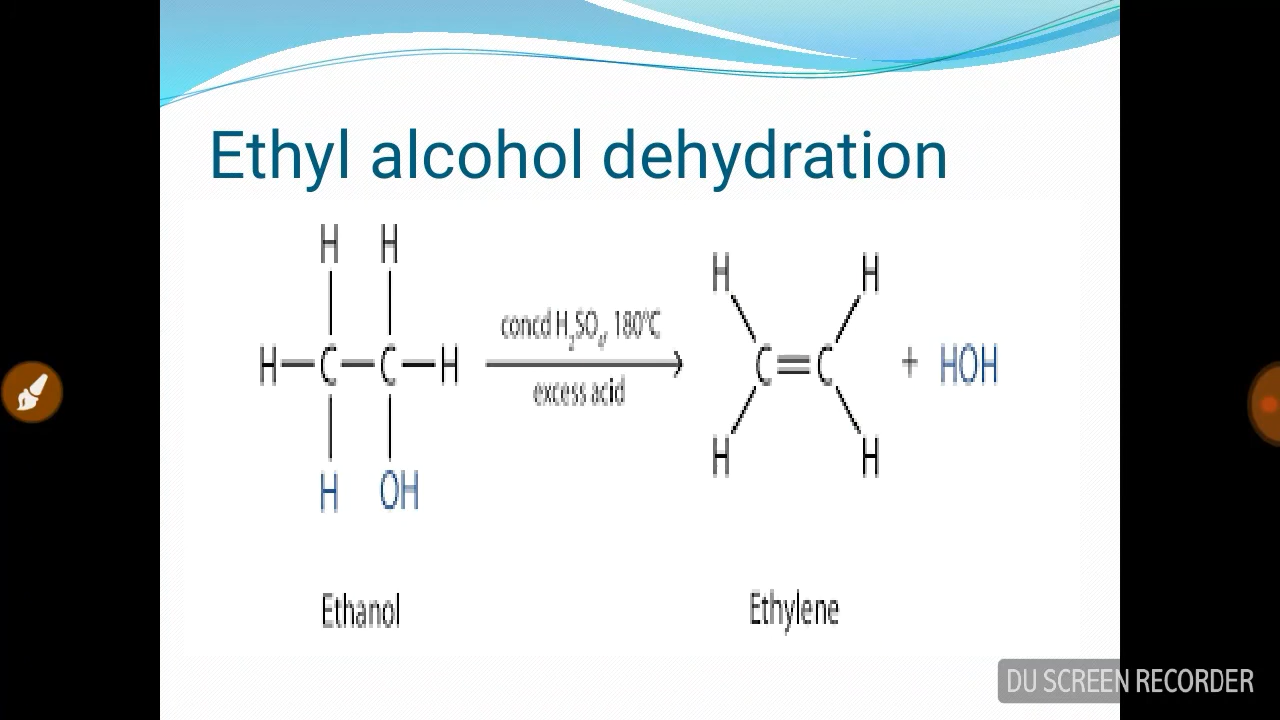 Ethyl alcohol dehydration
H H
H H
concd H₂SO₄, 180°C
H C C H C C + HOH
excess acid
H H
H OH
Ethanol Ethylene
DU SCREEN RECORDER